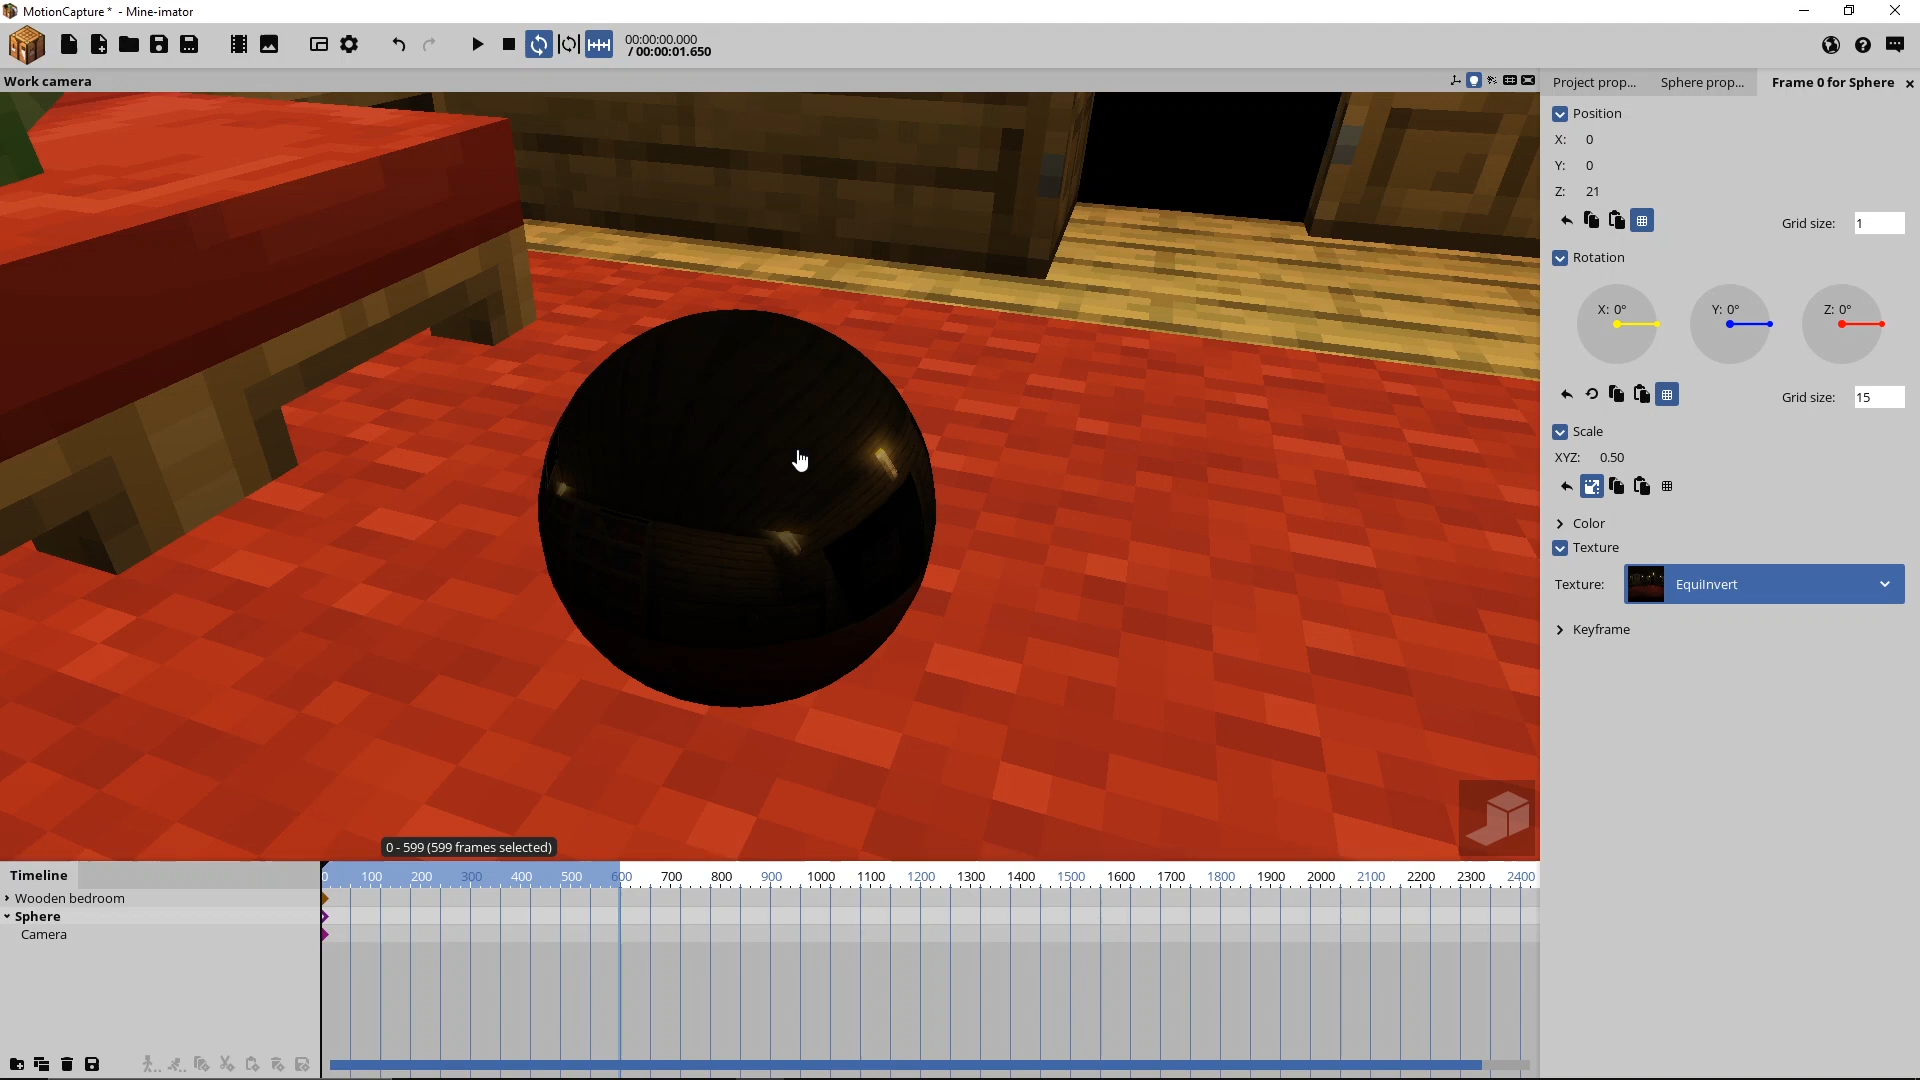 MotionCapture * - Mine-imator
00:00:00.000
/ 00:00:01.650
Work camera
Project prop...
Sphere prop...
Frame 0 for Sphere
Position
X: 0
Y: 0
Z: 21
Grid size: 1
Rotation
X: 0°
Y: 0°
Z: 0°
Grid size: 15
Scale
XYZ: 0.50
Color
Texture
Texture: EquiInvert
Keyframe
0 - 599 (599 frames selected)
Timeline
0 100 200 300 400 500 600 700 800 900 1000 1100 1200 1300 1400 1500 1600 1700 1800 1900 2000 2100 2200 2300 2400
Wooden bedroom
Sphere
Camera